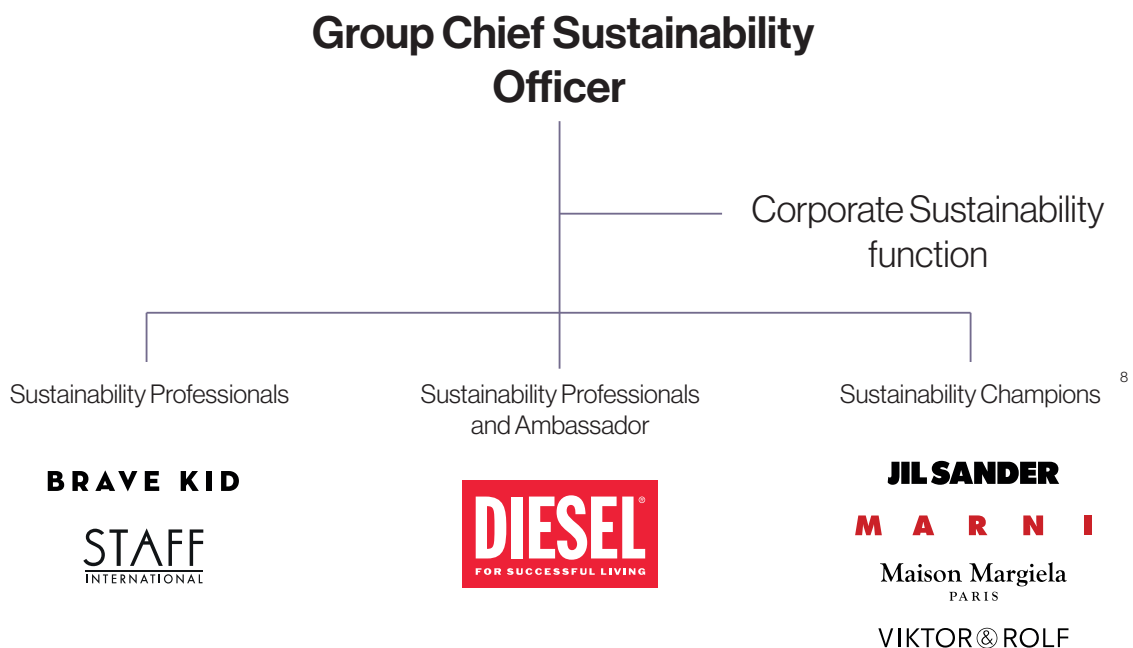 Group Chief Sustainability
Officer
Corporate Sustainability
function
Sustainability Professionals
Sustainability Professionals
and Ambassador
Sustainability Champions 8
BRAVE KID
STAFF
INTERNATIONAL
DIESEL®
FOR SUCCESSFUL LIVING
JIL SANDER
MARNI
Maison Margiela
PARIS
VIKTOR&ROLF